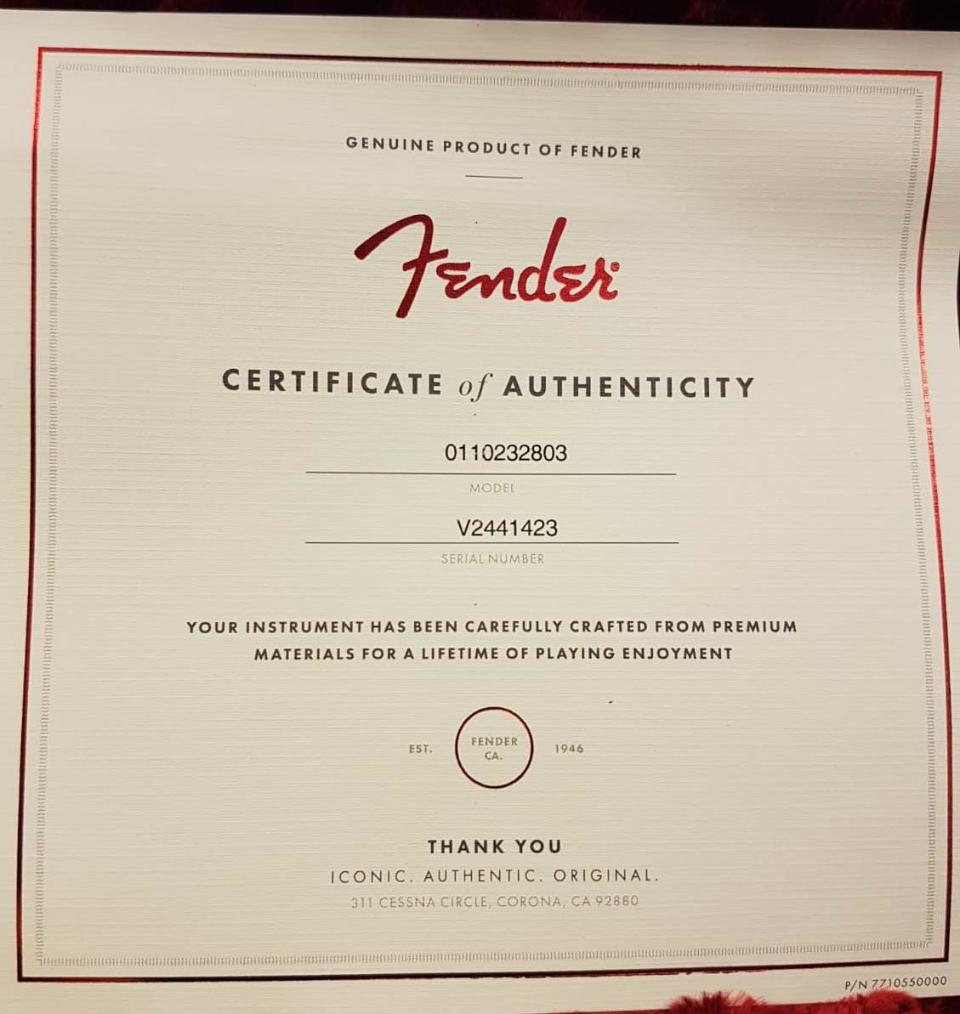 GENUINE PRODUCT OF FENDER
Fender®
CERTIFICATE of AUTHENTICITY
0110232803
MODEL
V2441423
SERIAL NUMBER
YOUR INSTRUMENT HAS BEEN CAREFULLY CRAFTED FROM PREMIUM
MATERIALS FOR A LIFETIME OF PLAYING ENJOYMENT
EST. FENDER CA. 1946
THANK YOU
ICONIC. AUTHENTIC. ORIGINAL.
311 CESSNA CIRCLE, CORONA, CA 92880
P/N 7710550000